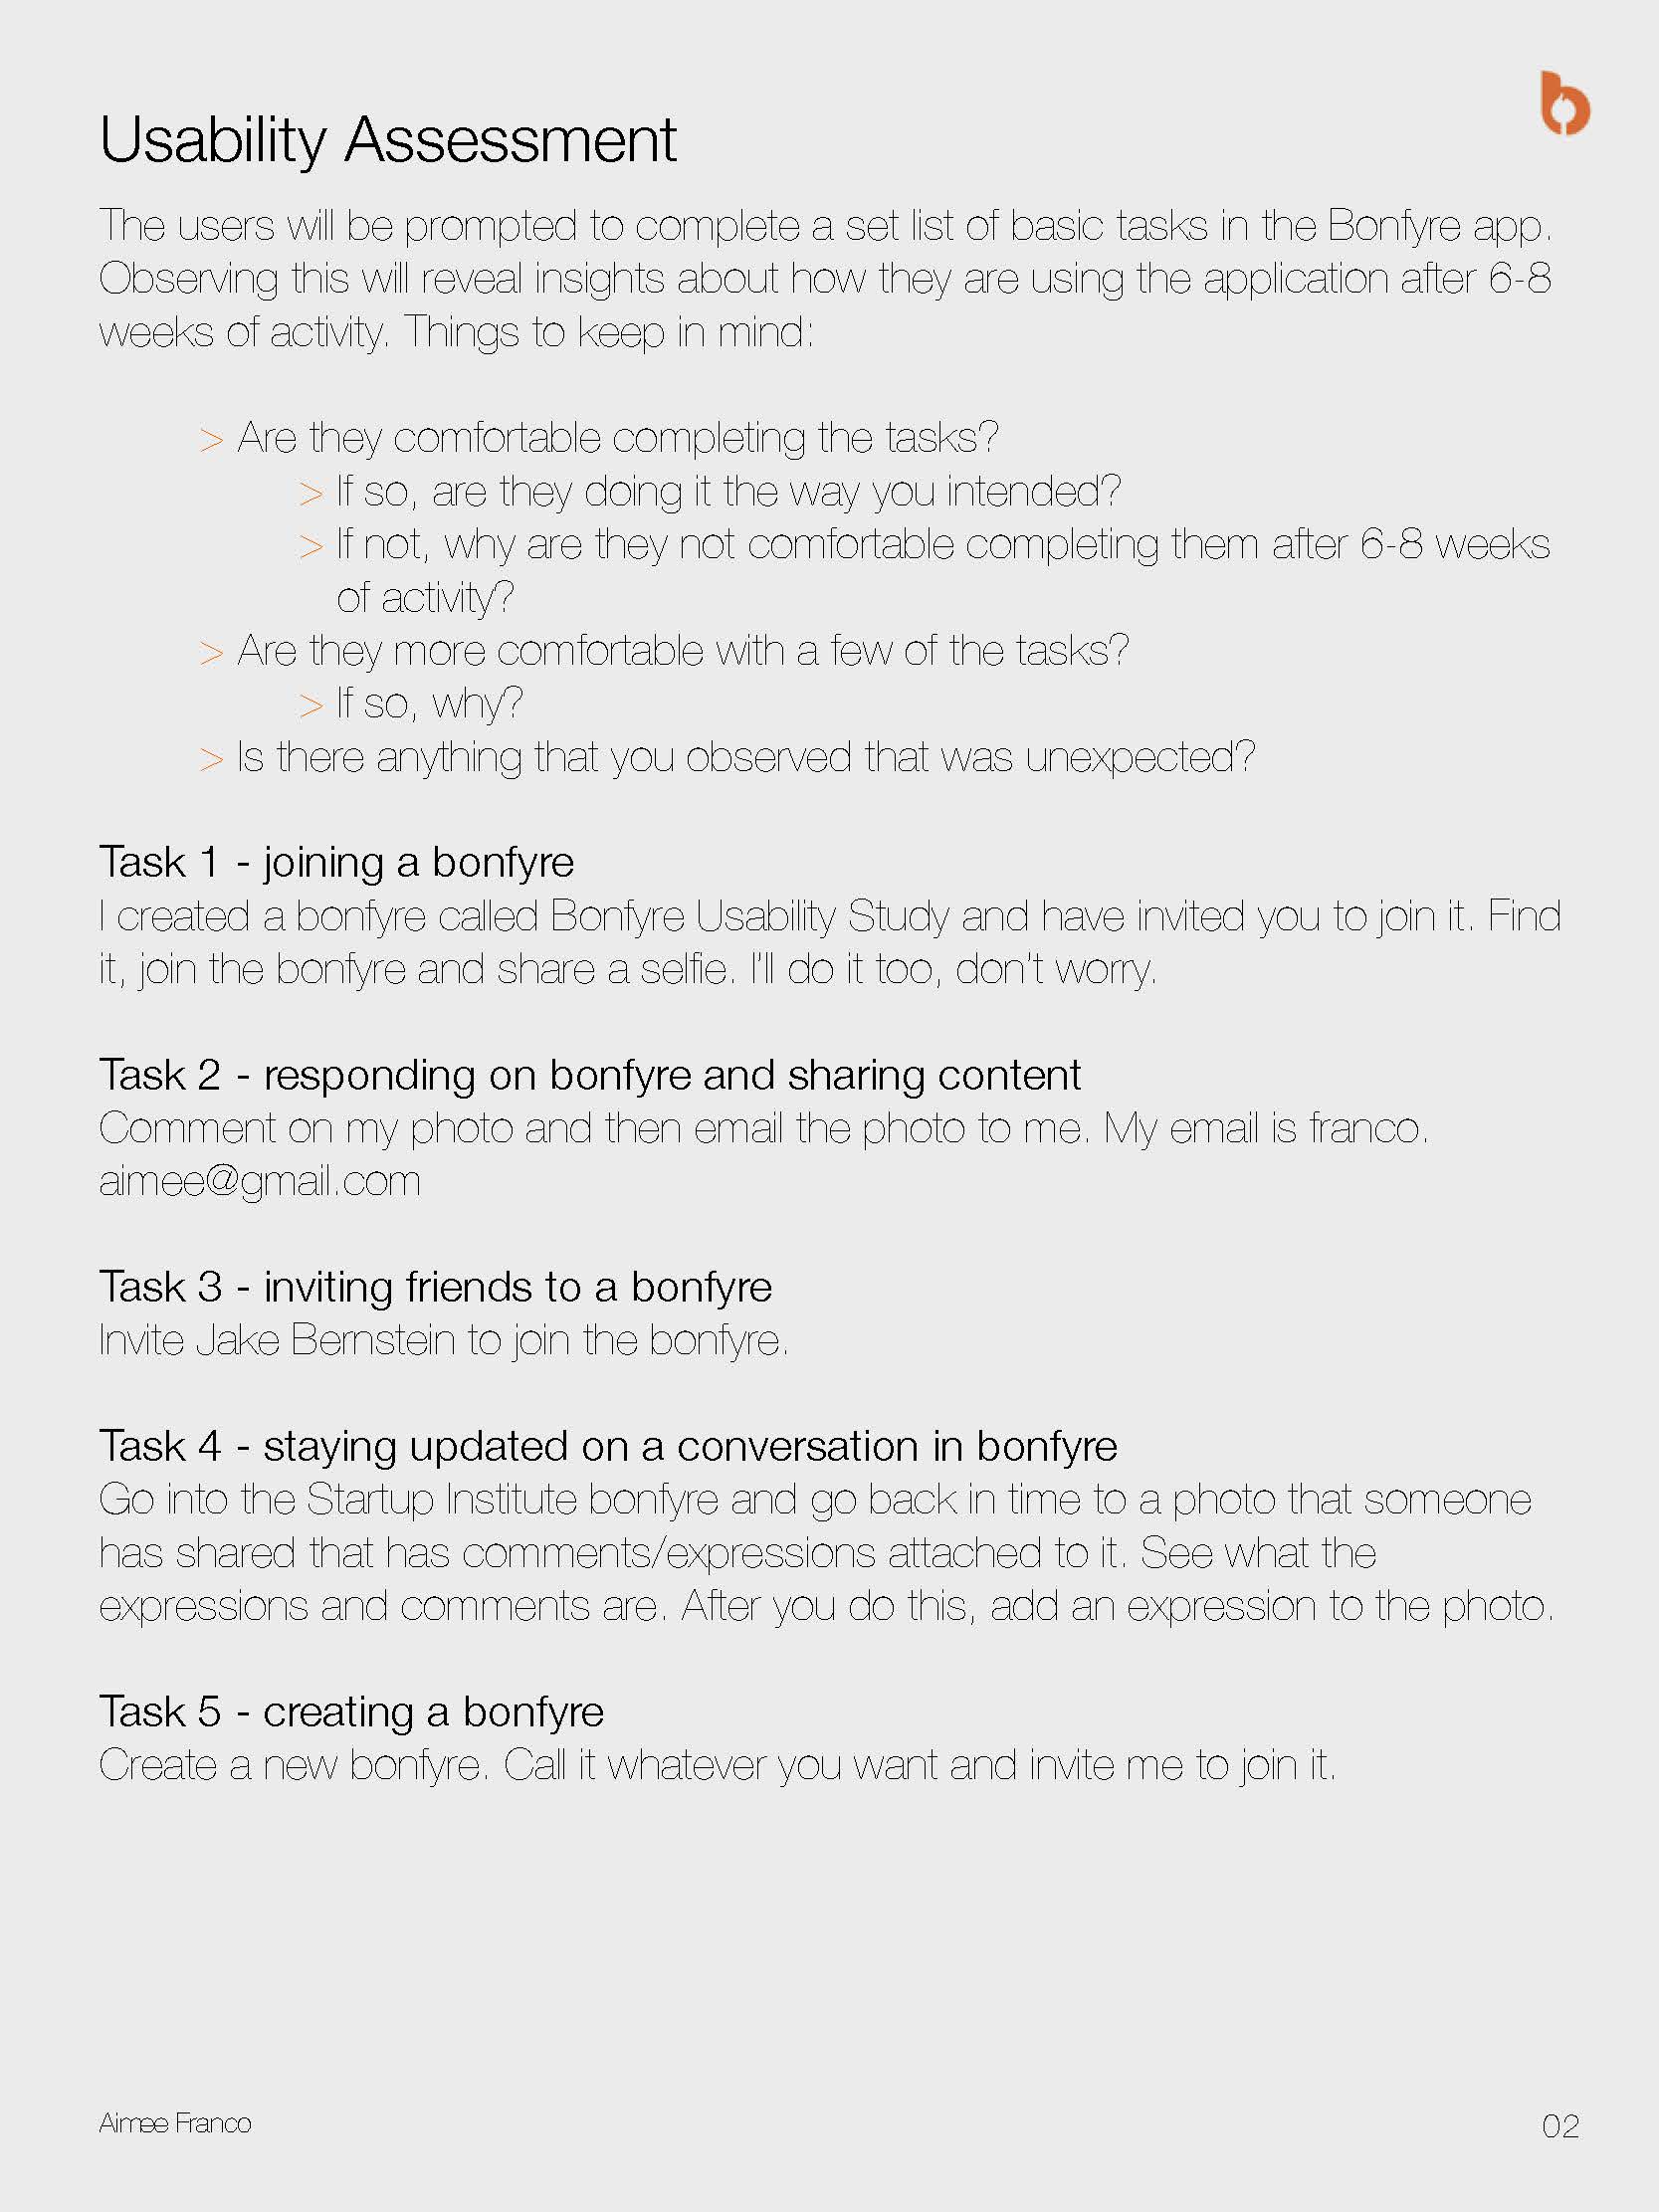 Usability Assessment
The users will be prompted to complete a set list of basic tasks in the Bonfyre app.
Observing this will reveal insights about how they are using the application after 6-8
weeks of activity. Things to keep in mind:
> Are they comfortable completing the tasks?
> If so, are they doing it the way you intended?
> If not, why are they not comfortable completing them after 6-8 weeks
of activity?
> Are they more comfortable with a few of the tasks?
> If so, why?
> Is there anything that you observed that was unexpected?
Task 1 - joining a bonfyre
I created a bonfyre called Bonfyre Usability Study and have invited you to join it. Find
it, join the bonfyre and share a selfie. I'll do it too, don't worry.
Task 2 - responding on bonfyre and sharing content
Comment on my photo and then email the photo to me. My email is franco.
aimee@gmail.com
Task 3 - inviting friends to a bonfyre
Invite Jake Bernstein to join the bonfyre.
Task 4 - staying updated on a conversation in bonfyre
Go into the Startup Institute bonfyre and go back in time to a photo that someone
has shared that has comments/expressions attached to it. See what the
expressions and comments are. After you do this, add an expression to the photo.
Task 5 - creating a bonfyre
Create a new bonfyre. Call it whatever you want and invite me to join it.
Aimee Franco
02